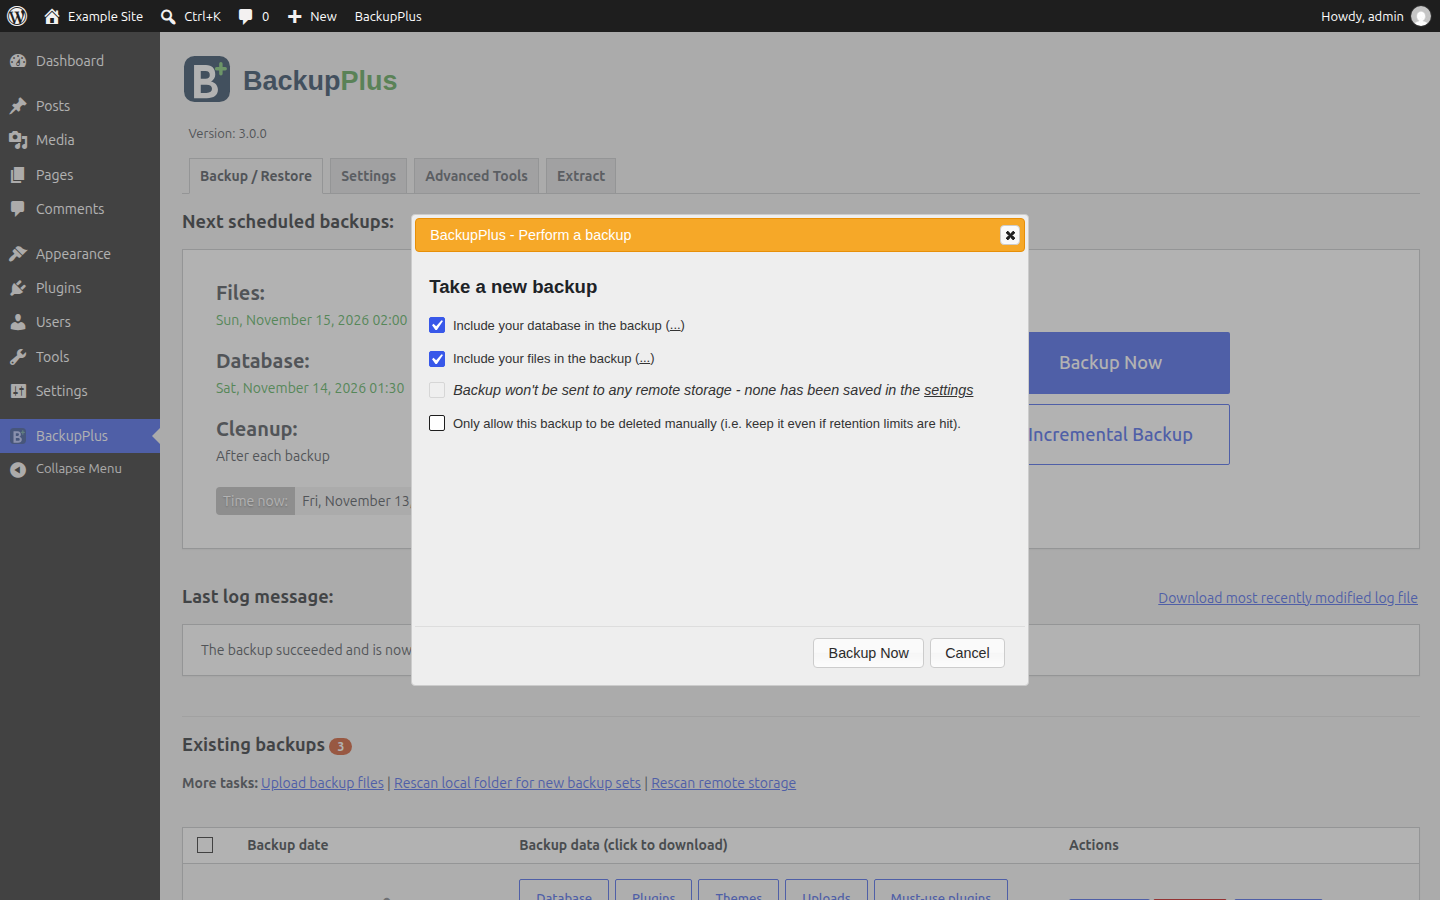 Example Site
Ctrl+K
0
New
BackupPlus
Howdy, admin
Dashboard
Posts
Media
Pages
Comments
Appearance
Plugins
Users
Tools
Settings
BackupPlus
Collapse Menu
B+
BackupPlus
Version: 3.0.0
Backup / Restore
Settings
Advanced Tools
Extract
Next scheduled backups:
Files:
Sun, November 15, 2026 02:00
Database:
Sat, November 14, 2026 01:30
Cleanup:
After each backup
Time now:
Fri, November 13,
BackupPlus - Perform a backup
Take a new backup
Include your database in the backup (...)
Include your files in the backup (...)
Backup won't be sent to any remote storage - none has been saved in the settings
Only allow this backup to be deleted manually (i.e. keep it even if retention limits are hit).
Backup Now
Cancel
Backup Now
Incremental Backup
Last log message:
Download most recently modified log file
The backup succeeded and is now
Existing backups 3
More tasks: Upload backup files | Rescan local folder for new backup sets | Rescan remote storage
Backup date
Backup data (click to download)
Actions
Database
Plugins
Themes
Uploads
Must-use plugins